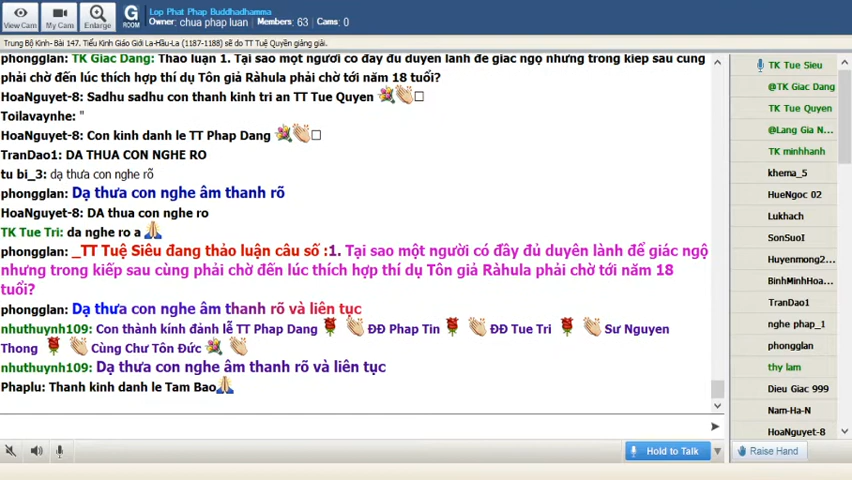 Lop Phat Phap Buddhadhamma
Owner: chua phap luan Members: 63 Cams: 0
View Cam
My Cam
Enlarge
G
ROOM
Trung Bộ Kinh- Bài 147. Tiểu Kinh Giáo Giới La-Hầu-La (1187-1188) sẽ do TT Tuệ Quyền giảng giải.
phongglan: TK Giac Dang: Thảo luận 1. Tại sao một người có đầy đủ duyên lành để giác ngộ nhưng trong kiếp sau cùng
phải chờ đến lúc thích hợp thí dụ Tôn giả Ràhula phải chờ tới năm 18 tuổi?
HoaNguyet-8: Sadhu sadhu con thanh kinh tri an TT Tue Quyen
Toilavaynhe: "
HoaNguyet-8: Con kinh danh le TT Phap Dang
TranDao1: DA THUA CON NGHE RO
tu bi_3: dạ thưa con nghe rõ
phongglan: Dạ thưa con nghe âm thanh rõ
HoaNguyet-8: DA thua con nghe ro
TK Tue Tri: da nghe ro a
phongglan: _TT Tuệ Siêu đang thảo luận câu số :1. Tại sao một người có đầy đủ duyên lành để giác ngộ
nhưng trong kiếp sau cùng phải chờ đến lúc thích hợp thí dụ Tôn giả Ràhula phải chờ tới năm 18
tuổi?
phongglan: Dạ thưa con nghe âm thanh rõ và liên tục
nhuthuynh109: Con thành kính đảnh lễ TT Phap Dang ĐĐ Phap Tin ĐĐ Tue Tri Sư Nguyen
Thong Cùng Chư Tôn Đức
nhuthuynh109: Dạ thưa con nghe âm thanh rõ và liên tục
Phaplu: Thanh kinh danh le Tam Bao
TK Tue Sieu
@TK Giac Dang
TK Tue Quyen
@Lang Gia N...
TK minhhanh
khema_5
HueNgoc 02
Lukhach
SonSuoI
Huyenmong2...
BinhMinhHoa...
TranDao1
nghe phap_1
phongglan
thy lam
Dieu Giac 999
Nam-Ha-N
HoaNguyet-8
Hold to Talk
Raise Hand